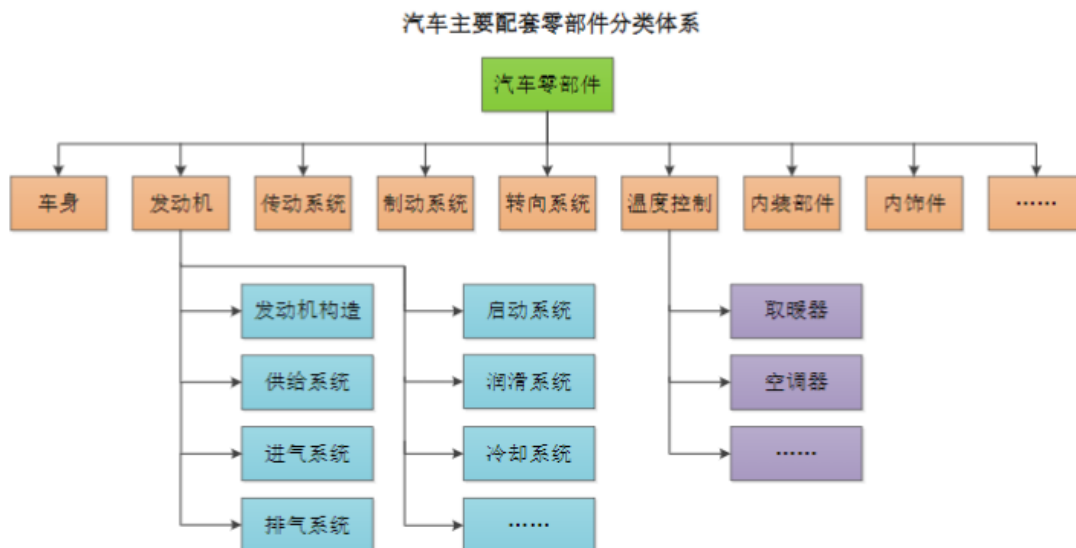 汽车主要配套零部件分类体系
汽车零部件
车身 发动机 传动系统 制动系统 转向系统 温度控制 内装部件 内饰件 ……
发动机构造 启动系统 取暖器
供给系统 润滑系统 空调器
进气系统 冷却系统 ……
排气系统 ……